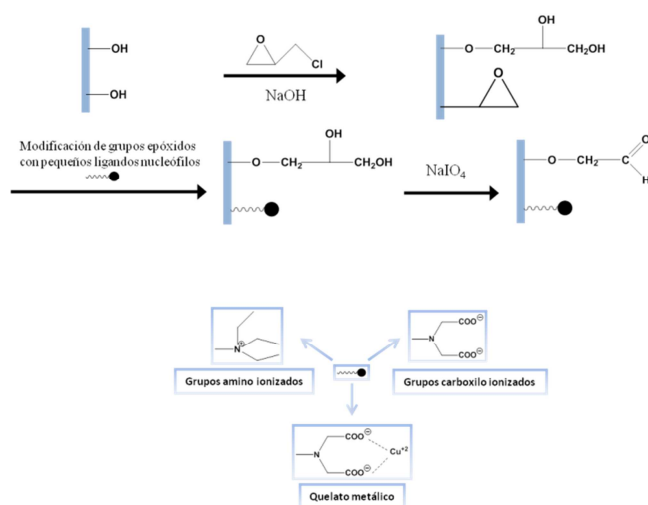 OH
OH
O
Cl
NaOH
OH
O CH₂ CH₂OH
O
Modificación de grupos epóxidos
con pequeños ligandos nucleófilos
OH
O CH₂ CH₂OH
NaIO₄
O CH₂ C O
H
N⊕
Grupos amino ionizados
N COO⊖
COO⊖
Grupos carboxilo ionizados
N COO⊖
Cu⁺²
COO⊖
Quelato metálico